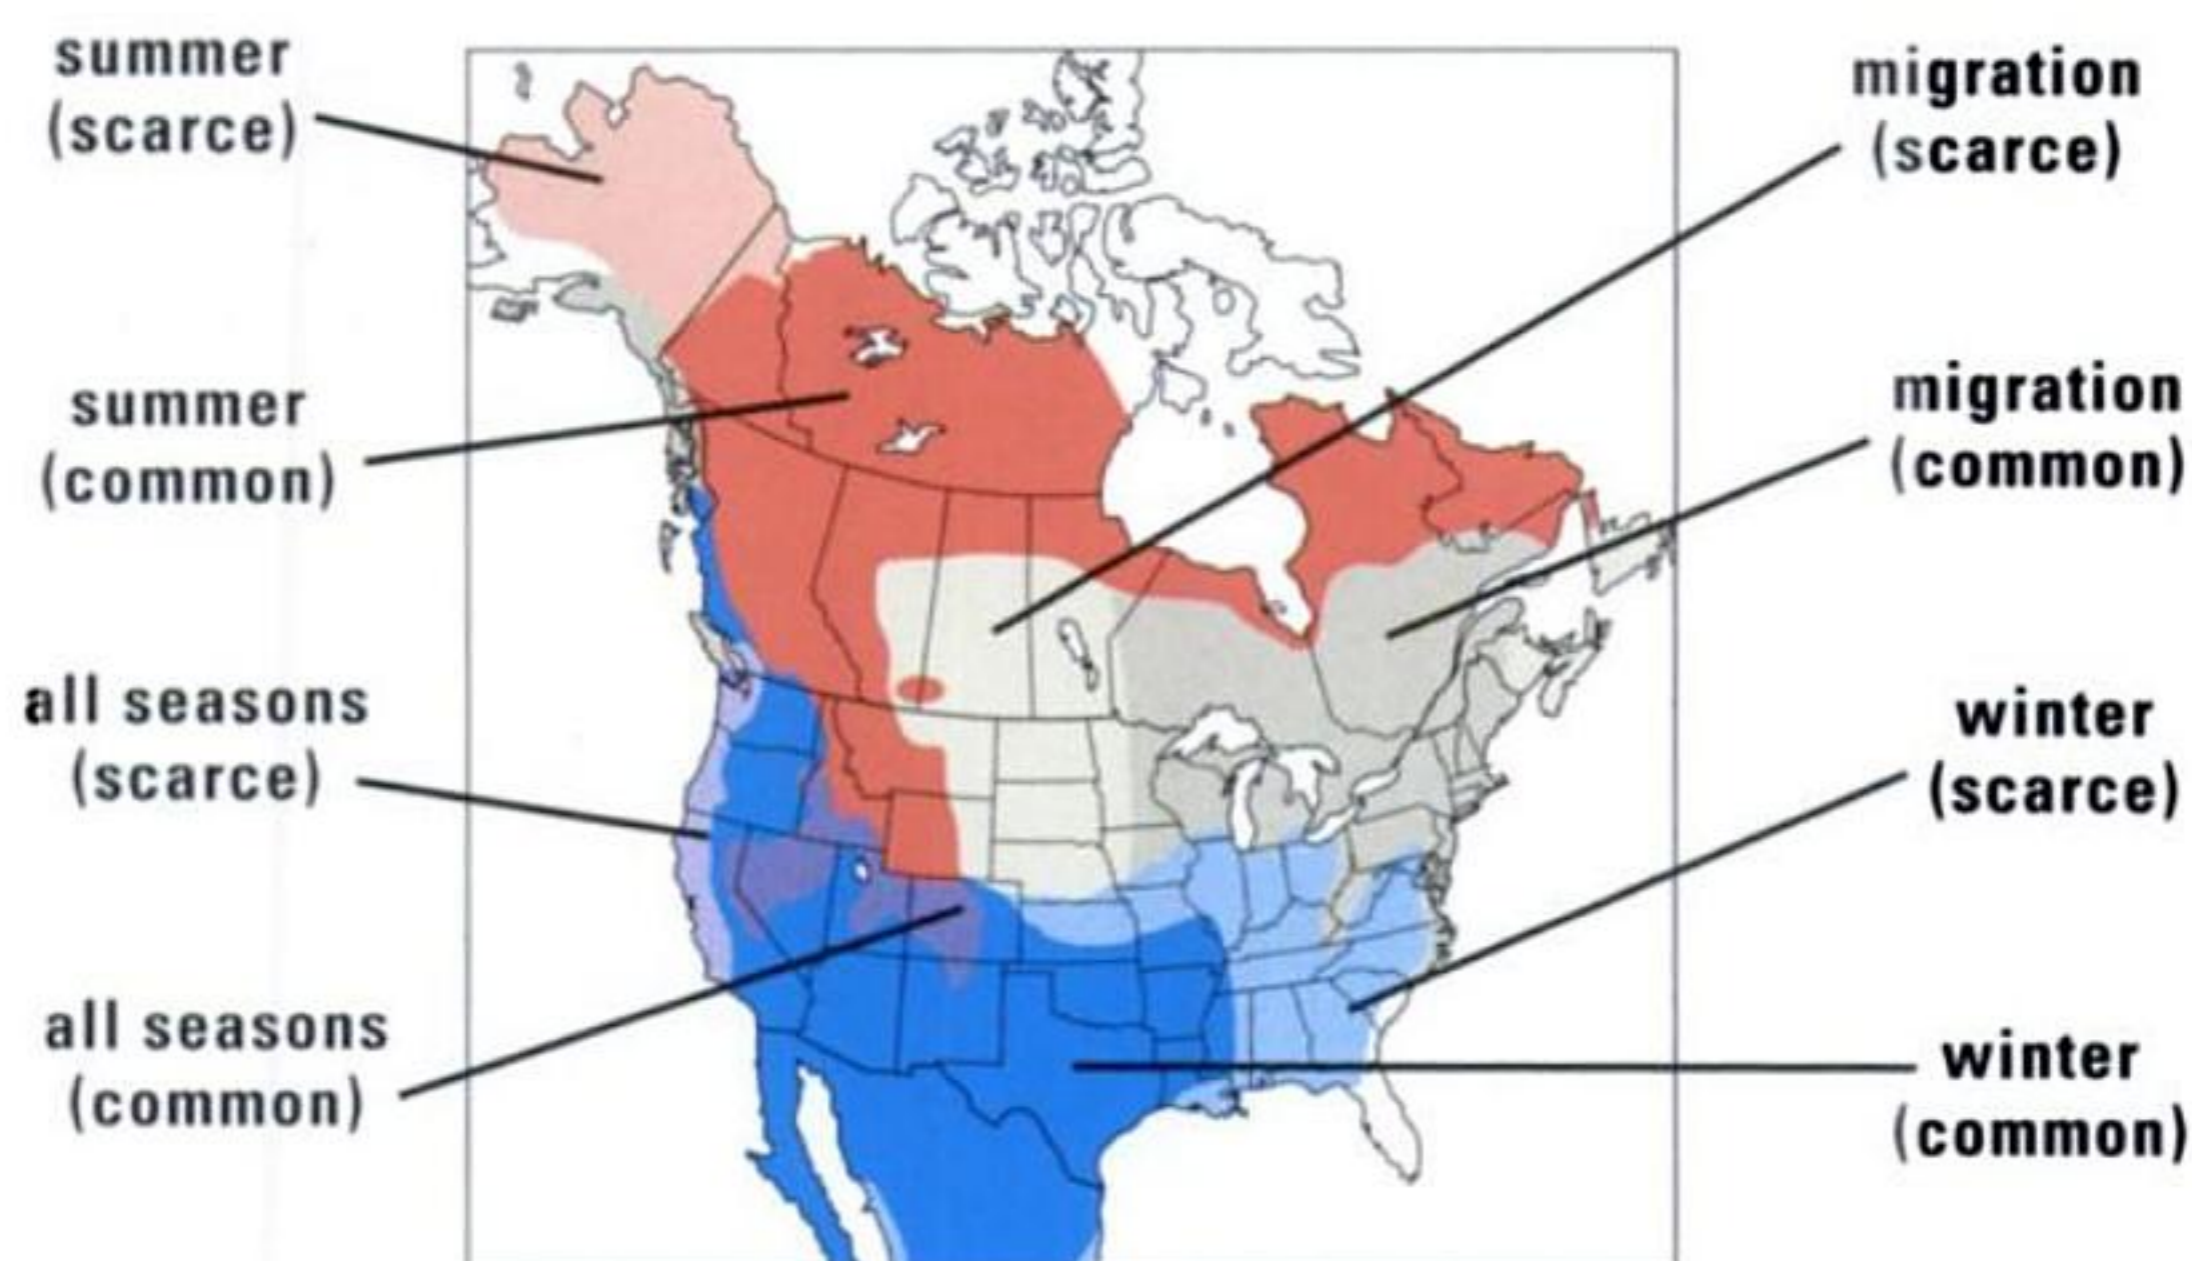 summer
(scarce)
summer
(common)
all seasons
(scarce)
all seasons
(common)
migration
(scarce)
migration
(common)
winter
(scarce)
winter
(common)